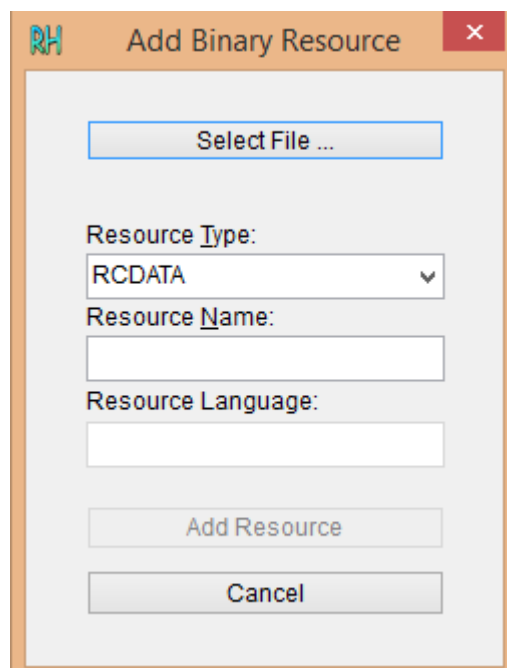 RH Add Binary Resource
Select File ...
Resource Type:
RCDATA
Resource Name:
Resource Language:
Add Resource
Cancel